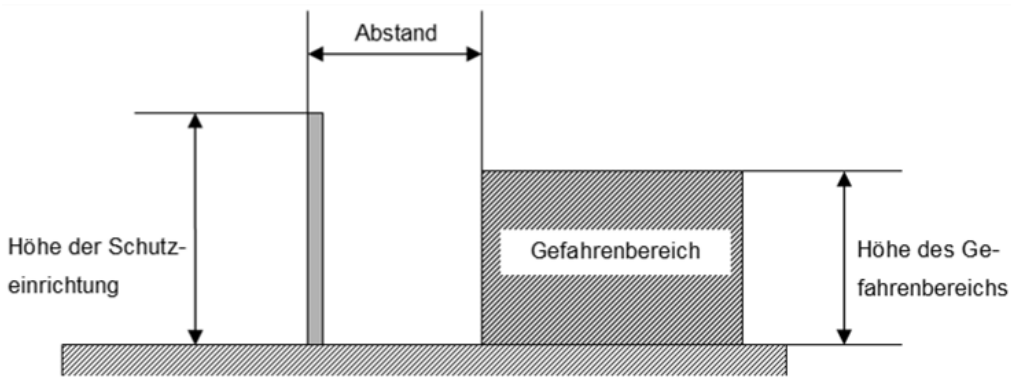 Abstand
Höhe der Schutz-
einrichtung
Gefahrenbereich
Höhe des Ge-
fahrenbereichs